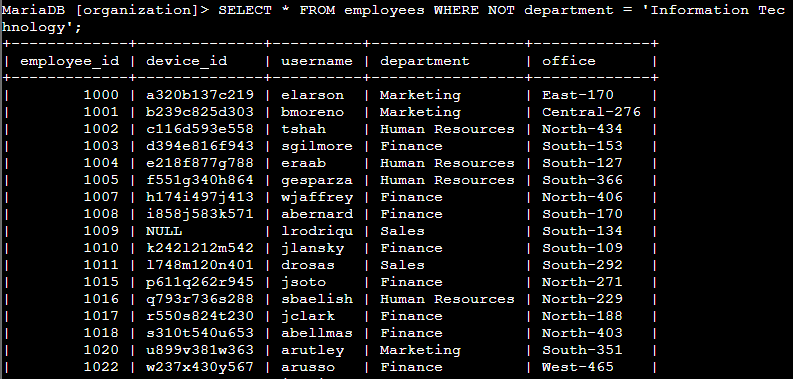 MariaDB [organization]> SELECT * FROM employees WHERE NOT department = 'Information Tec
hnology';
+-------------+--------------+----------+-----------------+-------------+
| employee_id | device_id    | username | department      | office      |
+-------------+--------------+----------+-----------------+-------------+
|        1000 | a320b137c219 | elarson  | Marketing       | East-170    |
|        1001 | b239c825d303 | bmoreno  | Marketing       | Central-276 |
|        1002 | c116d593e558 | tshah    | Human Resources | North-434   |
|        1003 | d394e816f943 | sgilmore | Finance         | South-153   |
|        1004 | e218f877g788 | eraab    | Human Resources | South-127   |
|        1005 | f551g340h864 | gesparza | Human Resources | South-366   |
|        1007 | h174i497j413 | wjaffrey | Finance         | North-406   |
|        1008 | i858j583k571 | abernard | Finance         | South-170   |
|        1009 | NULL         | lrodriqu | Sales           | South-134   |
|        1010 | k242l212m542 | jlansky  | Finance         | South-109   |
|        1011 | l748m120n401 | drosas   | Sales           | South-292   |
|        1015 | p611q262r945 | jsoto    | Finance         | North-271   |
|        1016 | q793r736s288 | sbaelish | Human Resources | North-229   |
|        1017 | r550s824t230 | jclark   | Finance         | North-188   |
|        1018 | s310t540u653 | abellmas | Finance         | North-403   |
|        1020 | u899v381w363 | arutley  | Marketing       | South-351   |
|        1022 | w237x430y567 | arusso   | Finance         | West-465    |